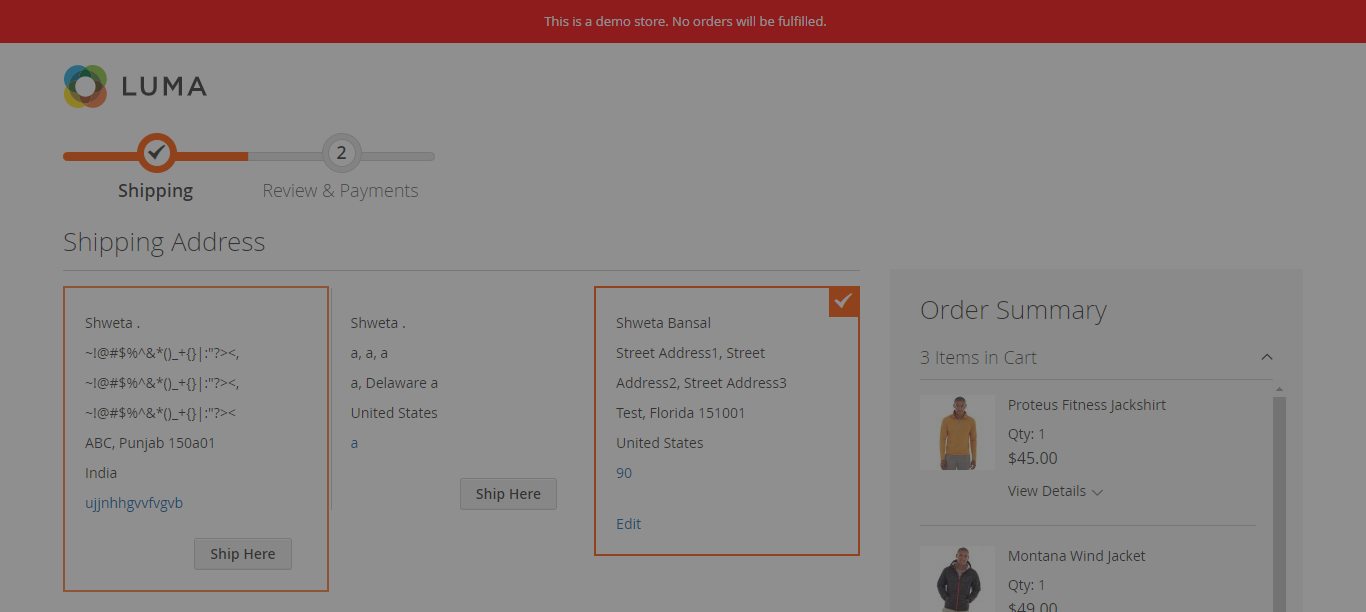 This is a demo store. No orders will be fulfilled.
LUMA
2
Shipping
Review & Payments
Shipping Address
Shweta .
~!@#$%^&*()_+{}|:"?><,
~!@#$%^&*()_+{}|:"?><,
~!@#$%^&*()_+{}|:"?><
ABC, Punjab 150a01
India
ujjnhhgvvfvgvb
Ship Here
Shweta .
a, a, a
a, Delaware a
United States
a
Ship Here
Shweta Bansal
Street Address1, Street
Address2, Street Address3
Test, Florida 151001
United States
90
Edit
Order Summary
3 Items in Cart
Proteus Fitness Jackshirt
Qty: 1
$45.00
View Details
Montana Wind Jacket
Qty: 1
$49.00